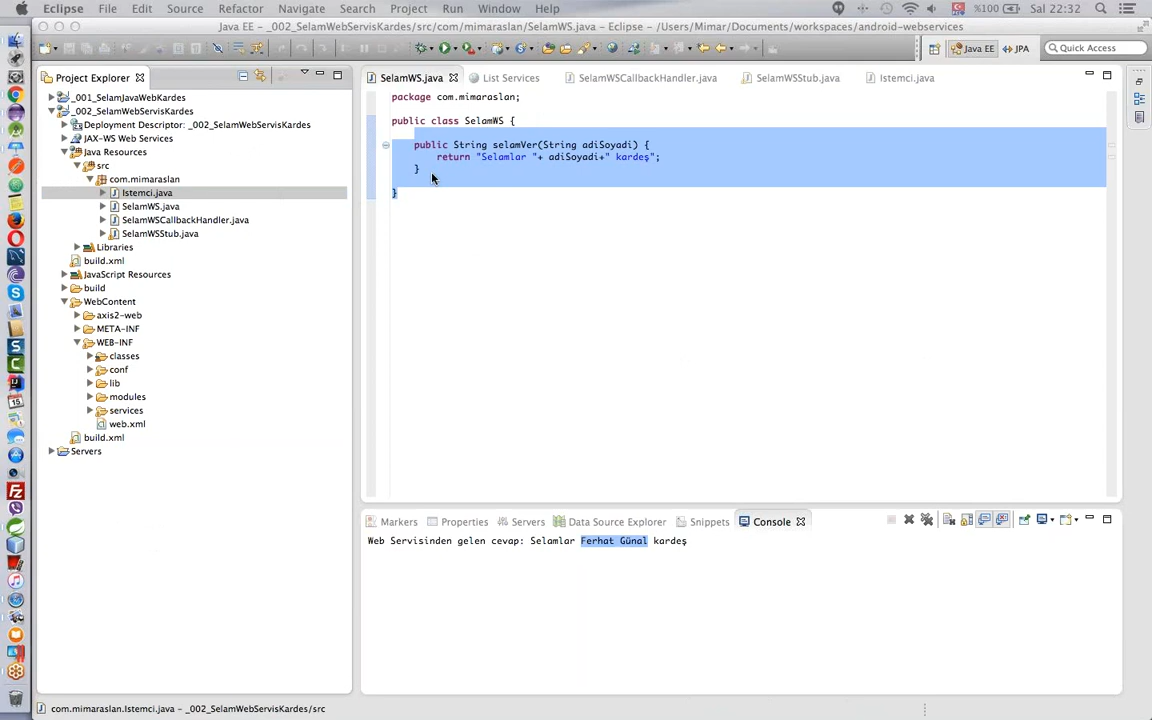 Eclipse File Edit Source Refactor Navigate Search Project Run Window Help %100 Sal 22:32
Java EE - _002_SelamWebServisKardes/src/com/mimaraslan/SelamWS.java - Eclipse - /Users/Mimar/Documents/workspaces/android-webservices
Java EE JPA Quick Access
Project Explorer
_001_SelamJavaWebKardes
_002_SelamWebServisKardes
Deployment Descriptor: _002_SelamWebServisKardes
JAX-WS Web Services
Java Resources
src
com.mimaraslan
Istemci.java
SelamWS.java
SelamWSCallbackHandler.java
SelamWSStub.java
Libraries
build.xml
JavaScript Resources
build
WebContent
axis2-web
META-INF
WEB-INF
classes
conf
lib
modules
services
web.xml
build.xml
Servers
SelamWS.java List Services SelamWSCallbackHandler.java SelamWSStub.java Istemci.java
package com.mimaraslan;
public class SelamWS {
public String selamVer(String adiSoyadi) {
return "Selamlar "+ adiSoyadi+" kardeş";
}
}
Markers Properties Servers Data Source Explorer Snippets Console
Web Servisinden gelen cevap: Selamlar Ferhat Günal kardeş
com.mimaraslan.Istemci.java - _002_SelamWebServisKardes/src